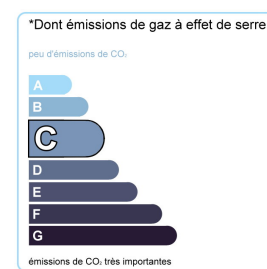 *Dont émissions de gaz à effet de serre
peu d'émissions de CO₂
A
B
C
D
E
F
G
émissions de CO₂ très importantes